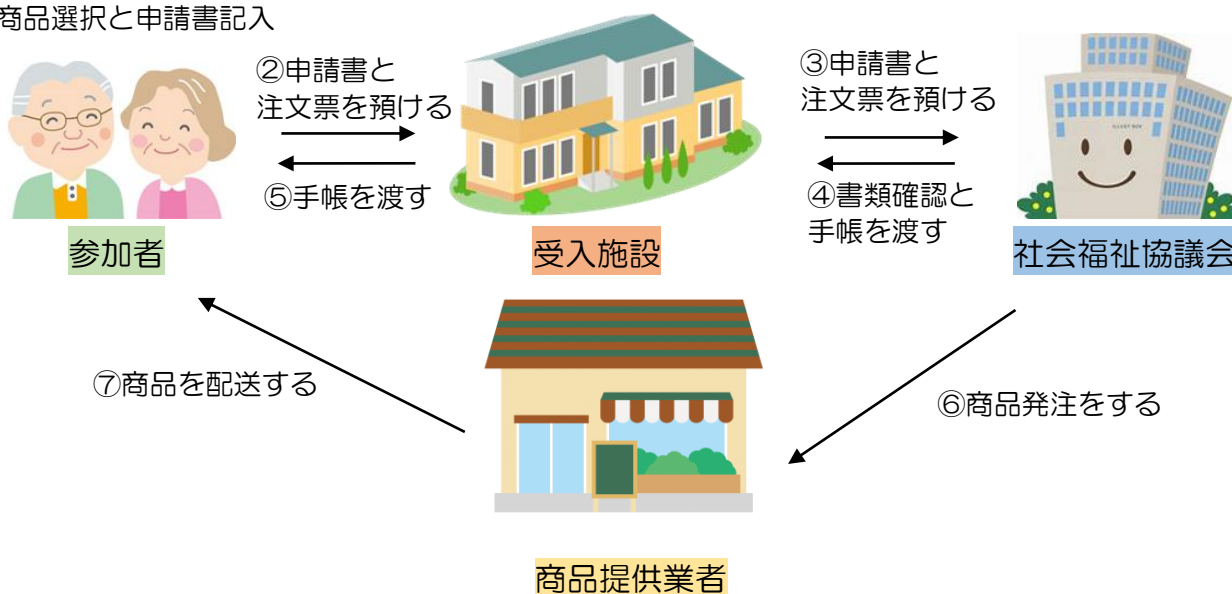 商品選択と申請書記入
②申請書と
注文票を預ける
③申請書と
注文票を預ける
⑤手帳を渡す
④書類確認と
手帳を渡す
参加者
受入施設
社会福祉協議会
⑦商品を配送する
⑥商品発注をする
商品提供業者